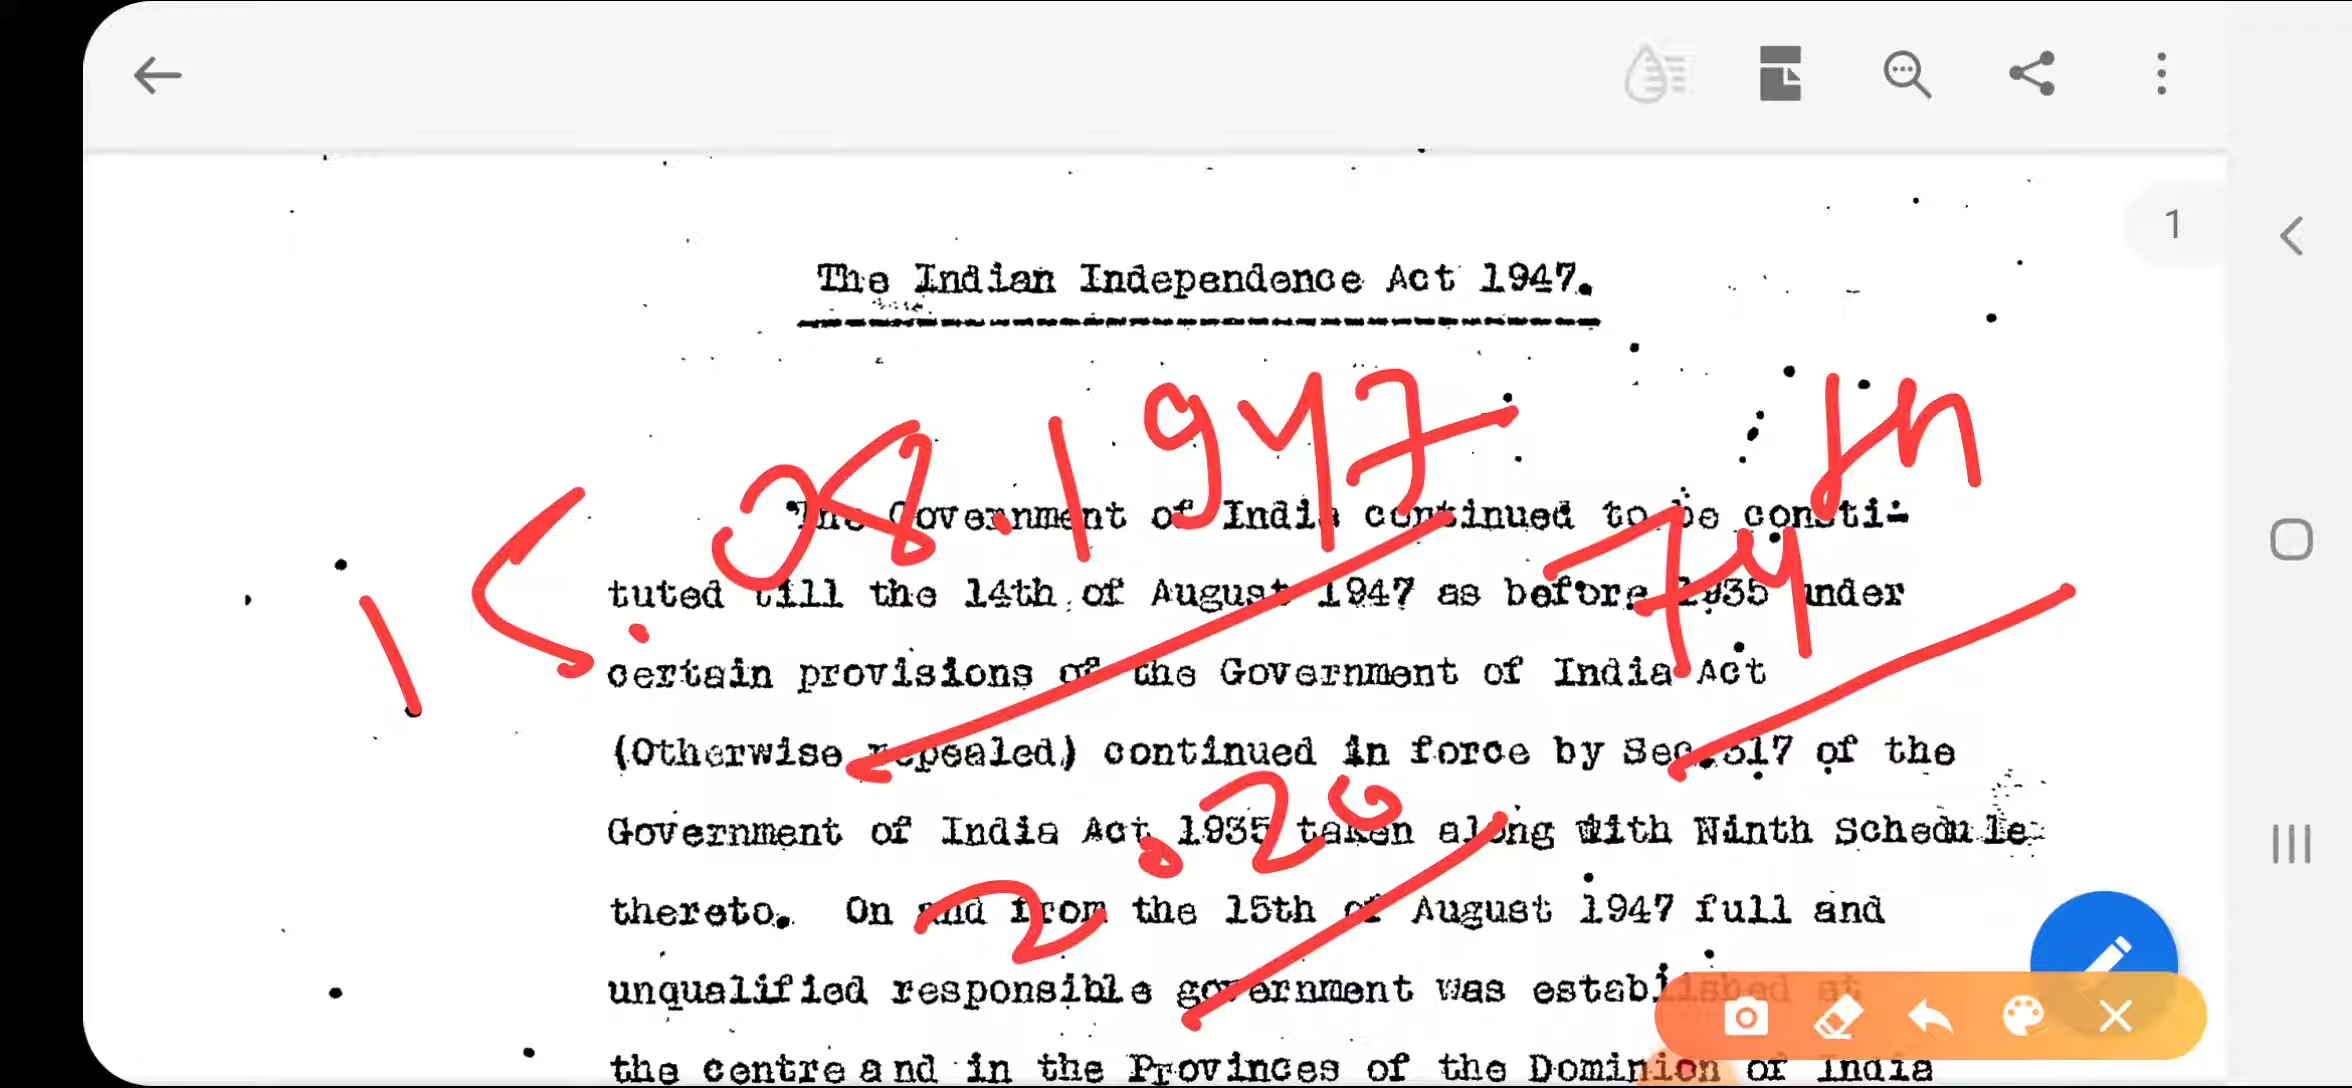 1
The Indian Independence Act 1947.
15.08.1947
74th
The Government of India continued to be consti-
tuted till the 14th of August 1947 as before 1935 under
certain provisions of the Government of India Act
(Otherwise repealed) continued in force by Sec. 317 of the
Government of India Act 1935 taken along with Ninth Schedule
2.20
thereto. On and from the 15th of August 1947 full and
unqualified responsible government was established at
the centre and in the Provinces of the Dominion of India